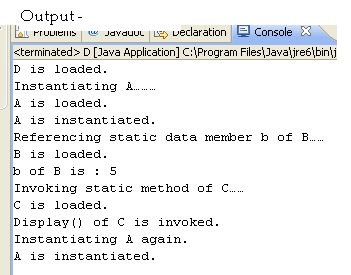 Output-
Problems @ Javadoc Declaration Console
<terminated> D [Java Application] C:\Program Files\Java\jre6\bin\j
D is loaded.
Instantiating A……
A is loaded.
A is instantiated.
Referencing static data member b of B……
B is loaded.
b of B is : 5
Invoking static method of C……
C is loaded.
Display() of C is invoked.
Instantiating A again.
A is instantiated.